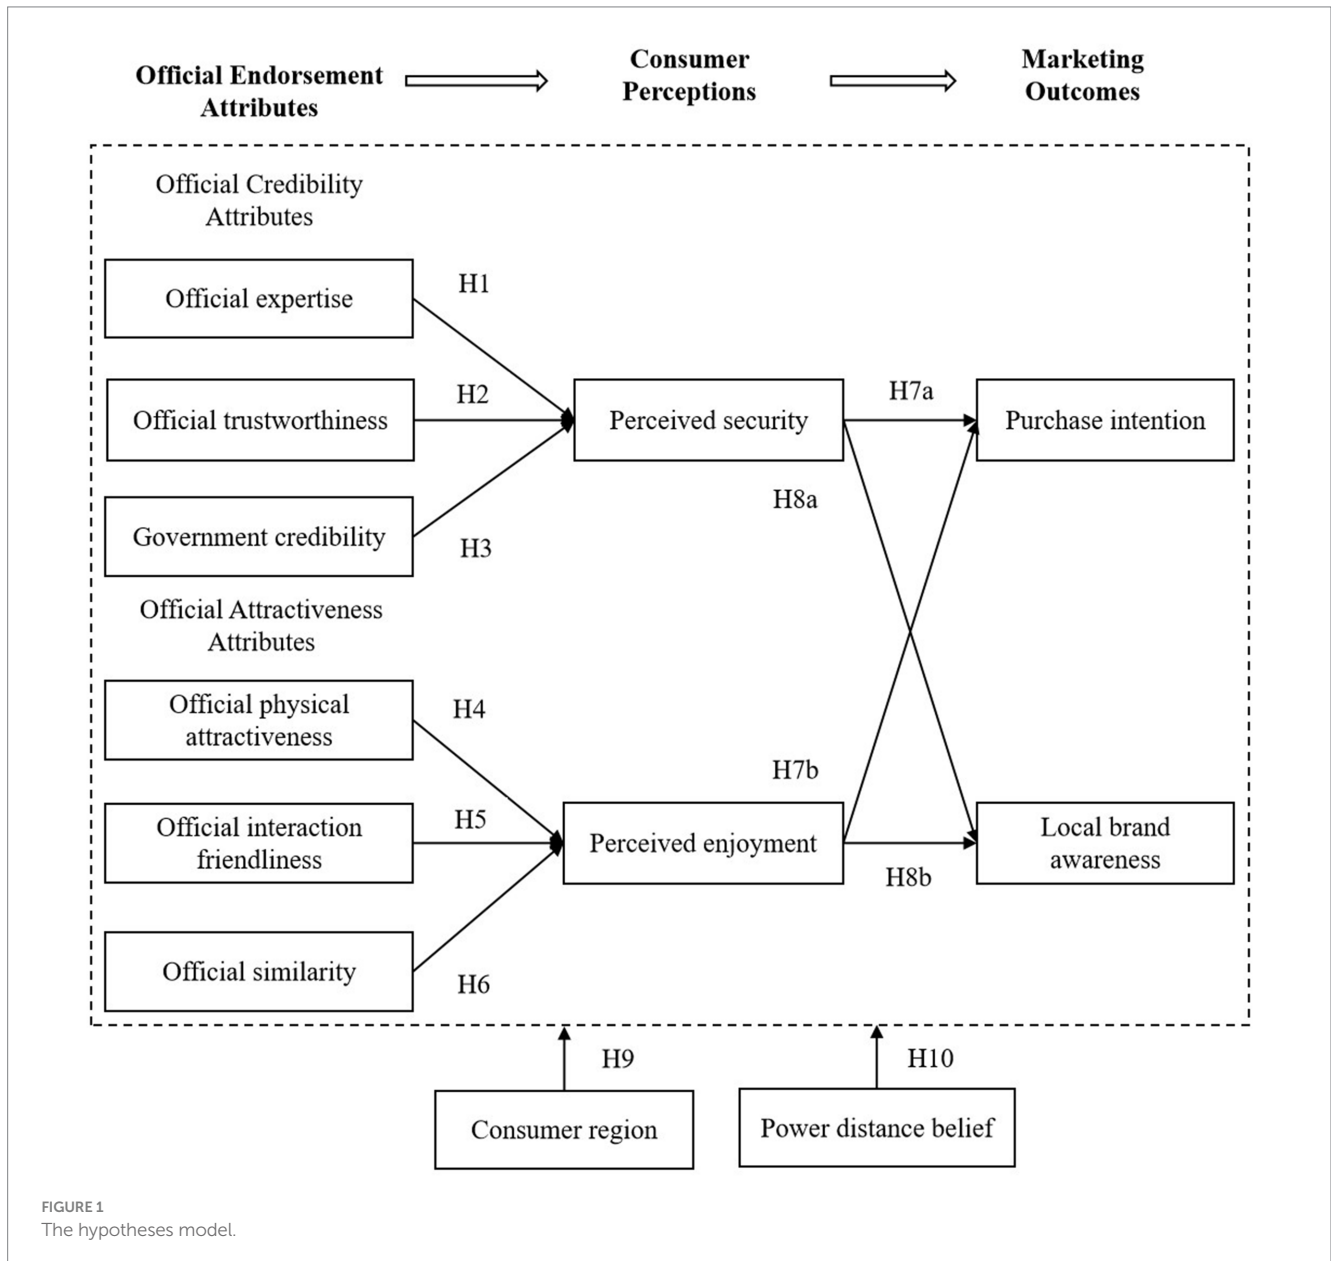 Official Endorsement
Attributes
Consumer
Perceptions
Marketing
Outcomes
Official Credibility
Attributes
Official expertise
H1
Official trustworthiness
H2
Perceived security
H7a
Purchase intention
H8a
Government credibility
H3
Official Attractiveness
Attributes
Official physical
attractiveness
H4
H7b
Official interaction
friendliness
H5
Perceived enjoyment
H8b
Local brand
awareness
Official similarity
H6
H9
H10
Consumer region
Power distance belief
FIGURE 1
The hypotheses model.